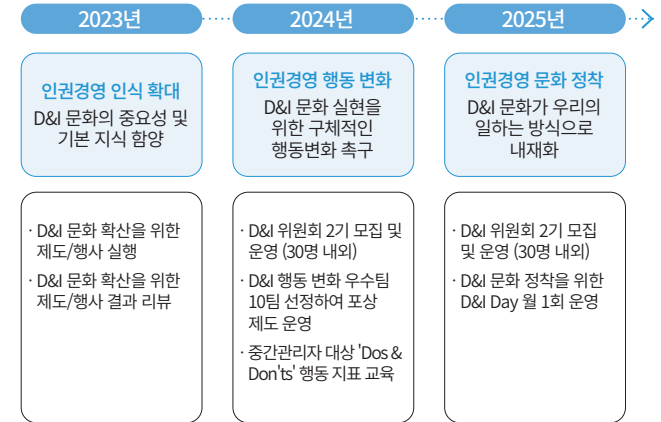 2023년
2024년
2025년
인권경영 인식 확대
D&I 문화의 중요성 및
기본 지식 함양
인권경영 행동 변화
D&I 문화 실현을
위한 구체적인
행동변화 촉구
인권경영 문화 정착
D&I 문화가 우리의
일하는 방식으로
내재화
· D&I 문화 확산을 위한
제도/행사 실행
· D&I 문화 확산을 위한
제도/행사 결과 리뷰
· D&I 위원회 2기 모집 및
운영 (30명 내외)
· D&I 행동 변화 우수팀
10팀 선정하여 포상
제도 운영
· 중간관리자 대상 'Dos &
Don'ts' 행동 지표 교육
· D&I 위원회 2기 모집
및 운영 (30명 내외)
· D&I 문화 정착을 위한
D&I Day 월 1회 운영